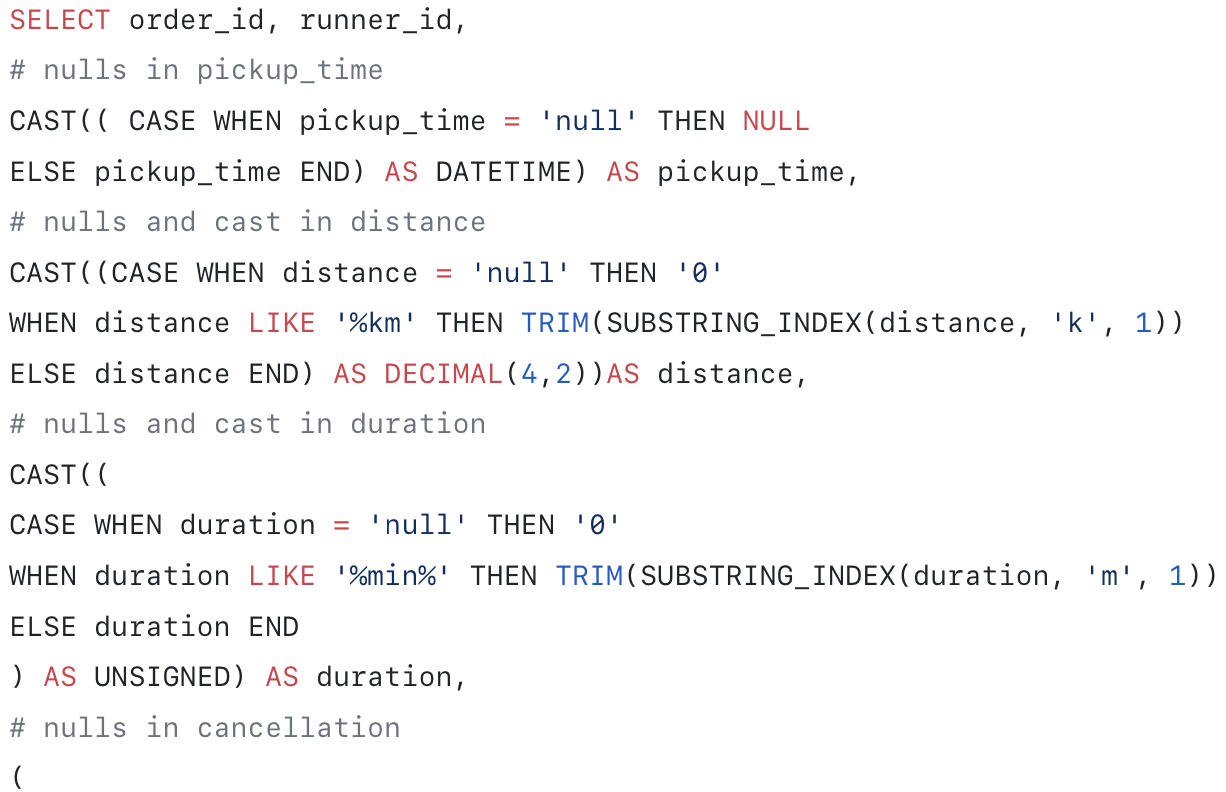 SELECT order_id, runner_id,
# nulls in pickup_time
CAST(( CASE WHEN pickup_time = 'null' THEN NULL
ELSE pickup_time END) AS DATETIME) AS pickup_time,
# nulls and cast in distance
CAST((CASE WHEN distance = 'null' THEN '0'
WHEN distance LIKE '%km' THEN TRIM(SUBSTRING_INDEX(distance, 'k', 1))
ELSE distance END) AS DECIMAL(4,2))AS distance,
# nulls and cast in duration
CAST((
CASE WHEN duration = 'null' THEN '0'
WHEN duration LIKE '%min%' THEN TRIM(SUBSTRING_INDEX(duration, 'm', 1))
ELSE duration END
) AS UNSIGNED) AS duration,
# nulls in cancellation
(